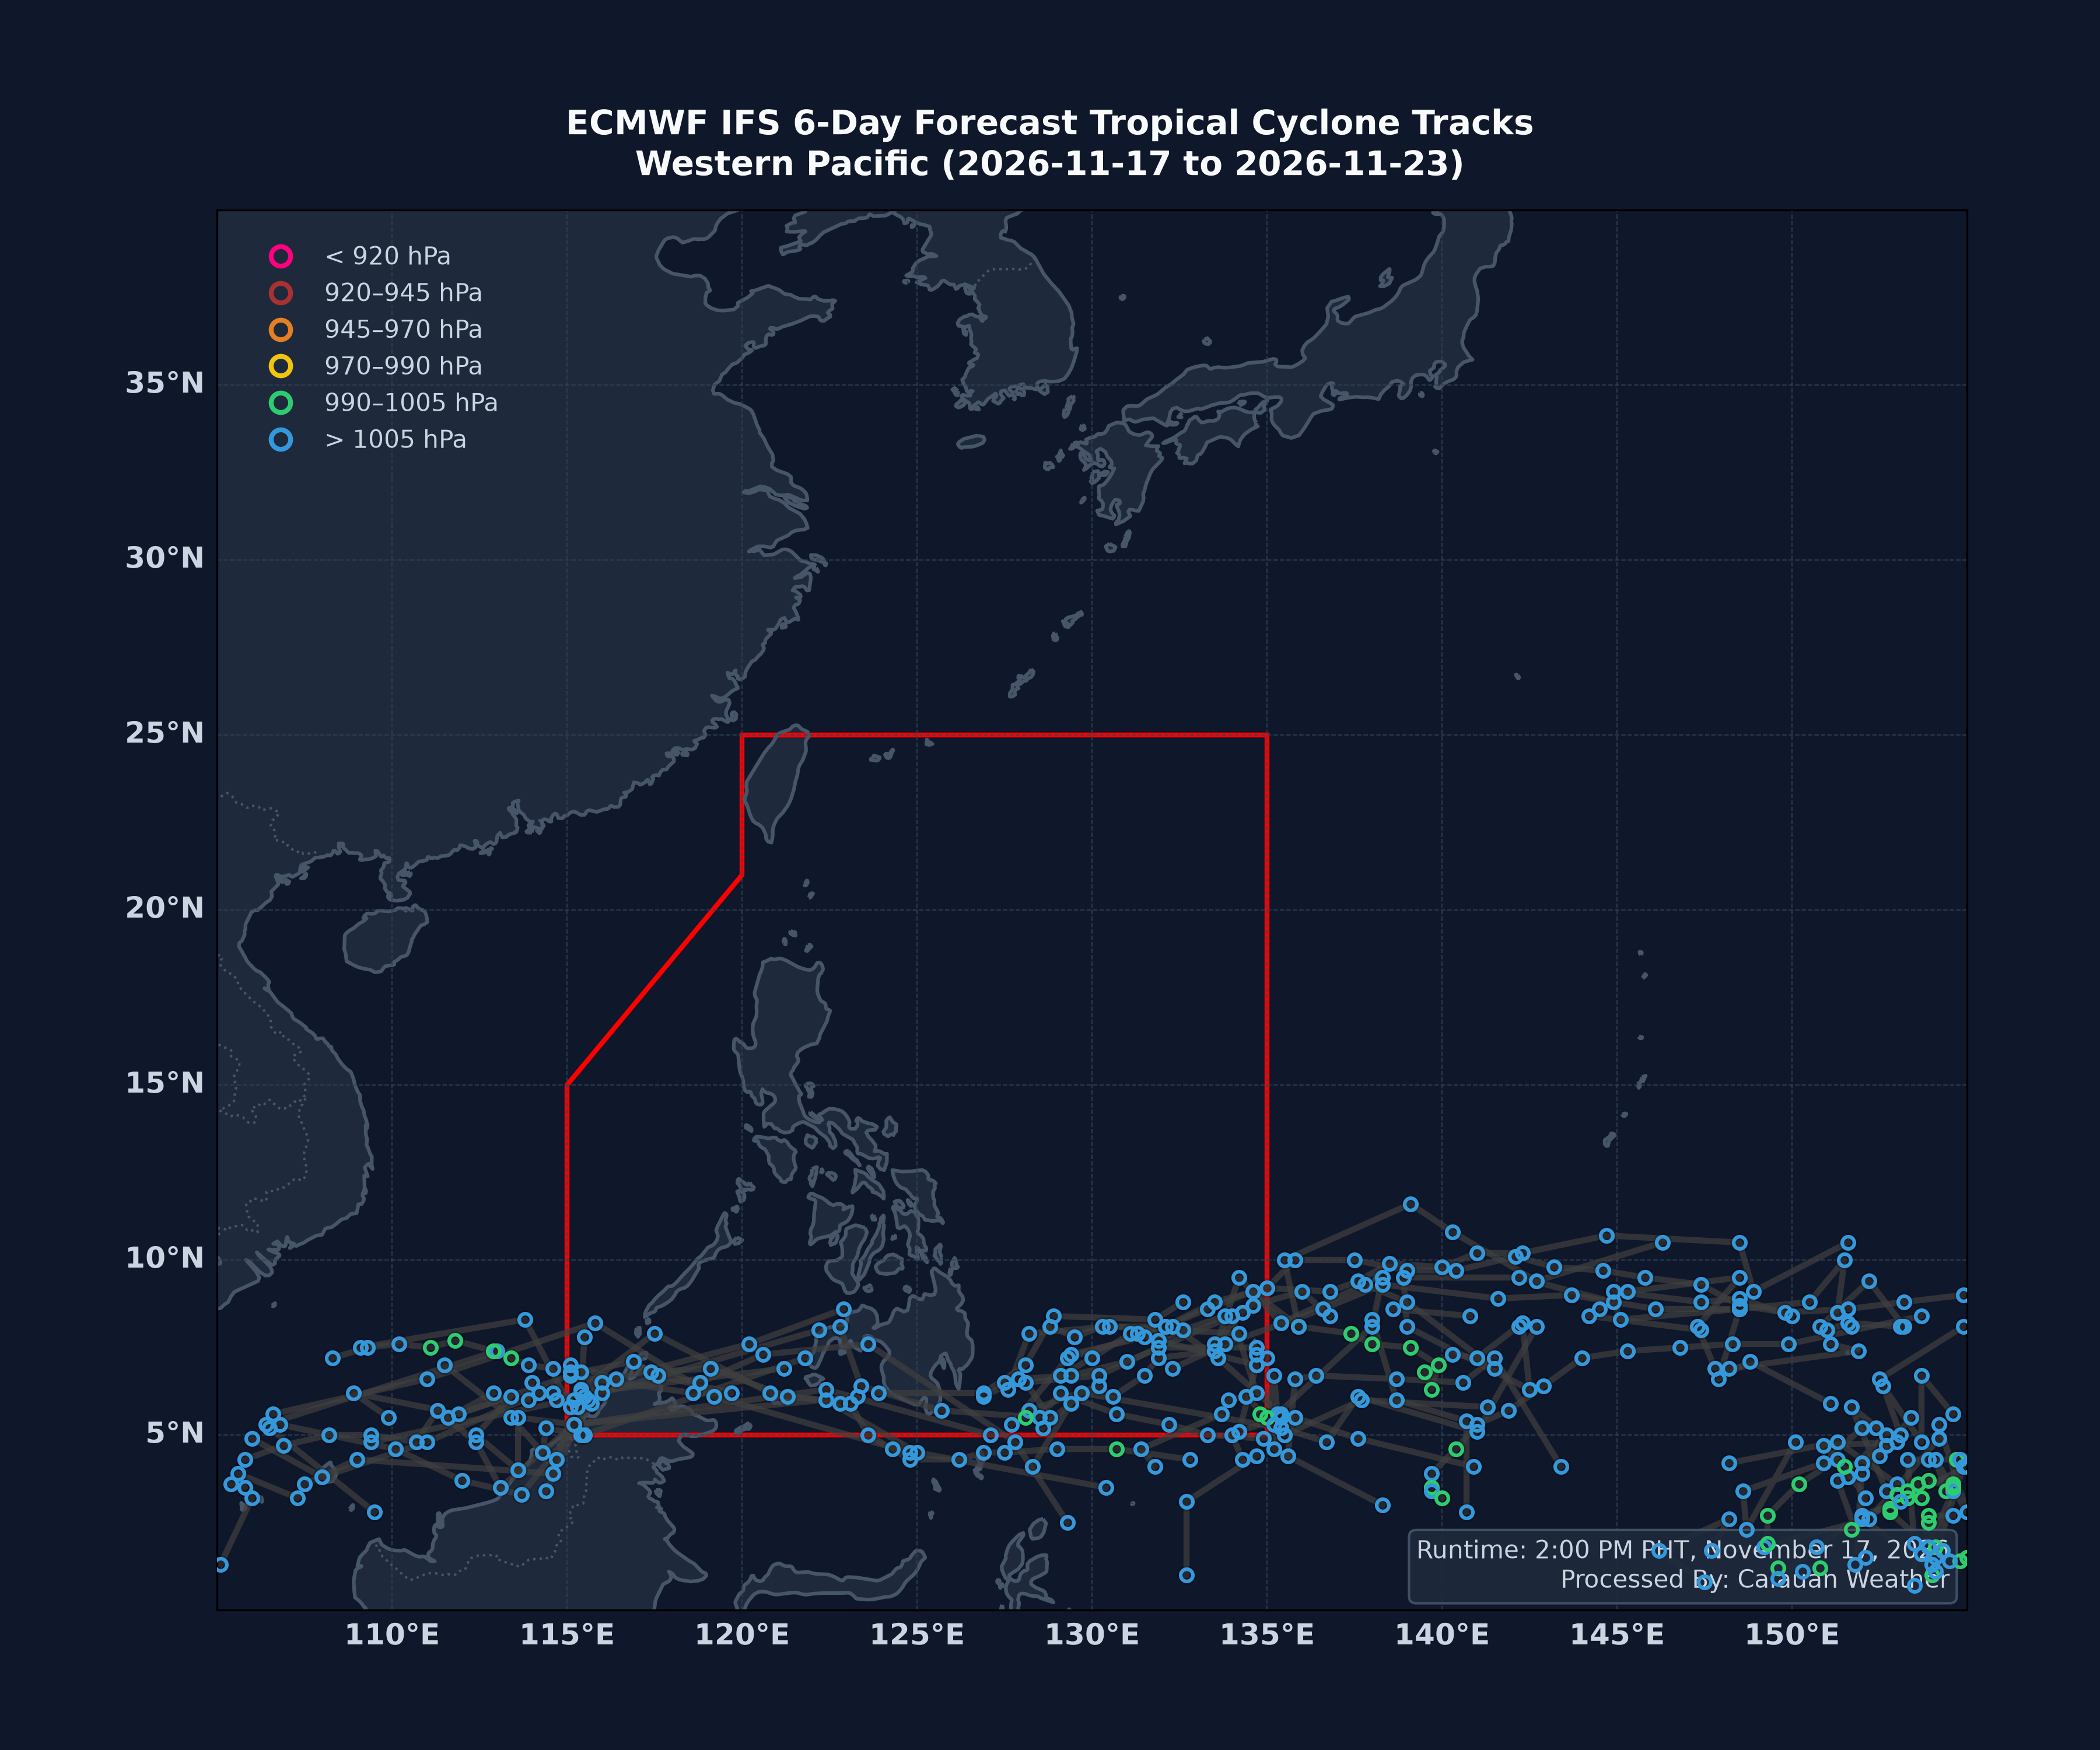 ECMWF IFS 6-Day Forecast Tropical Cyclone Tracks
Western Pacific (2026-11-17 to 2026-11-23)
< 920 hPa
920–945 hPa
945–970 hPa
970–990 hPa
990–1005 hPa
> 1005 hPa
35°N
30°N
25°N
20°N
15°N
10°N
5°N
Runtime: 2:00 PM PHT, November 17, 2026
Processed By: Weather
110°E
115°E
120°E
125°E
130°E
135°E
140°E
145°E
150°E